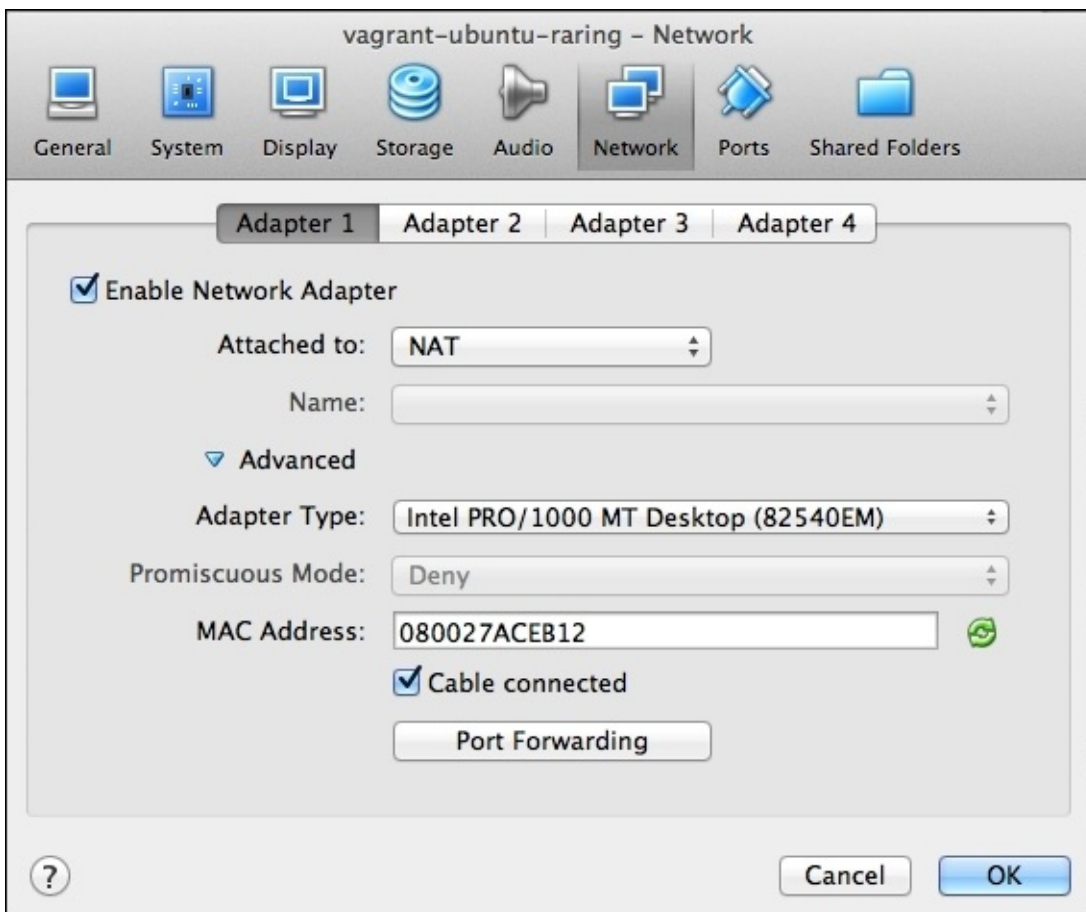 vagrant-ubuntu-raring – Network
General System Display Storage Audio Network Ports Shared Folders
Adapter 1 Adapter 2 Adapter 3 Adapter 4
Enable Network Adapter
Attached to: NAT
Name:
Advanced
Adapter Type: Intel PRO/1000 MT Desktop (82540EM)
Promiscuous Mode: Deny
MAC Address: 080027ACEB12
Cable connected
Port Forwarding
? Cancel OK